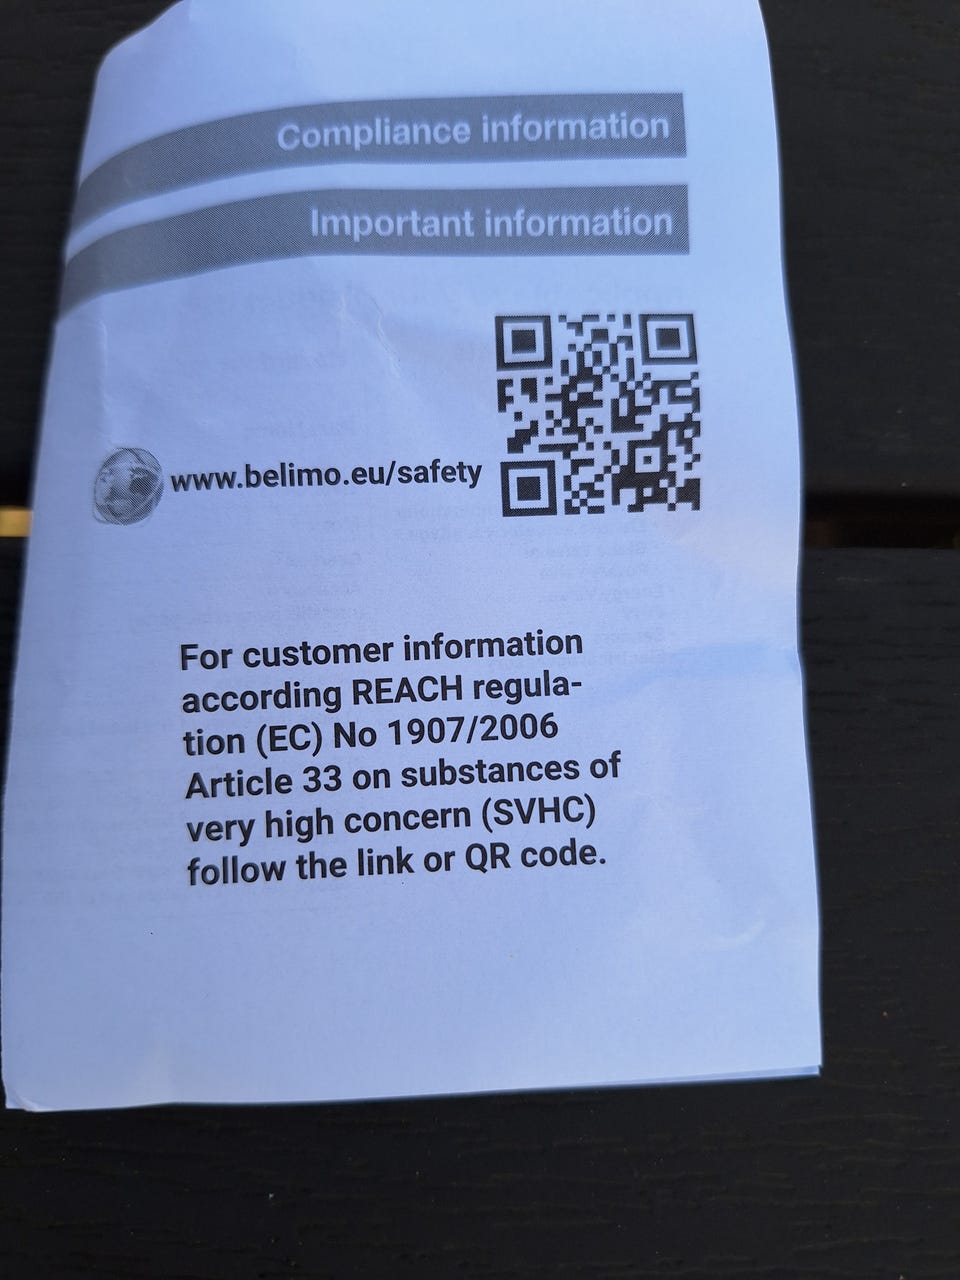 Compliance information
Important information
www.belimo.eu/safety
For customer information
according REACH regula-
tion (EC) No 1907/2006
Article 33 on substances of
very high concern (SVHC)
follow the link or QR code.